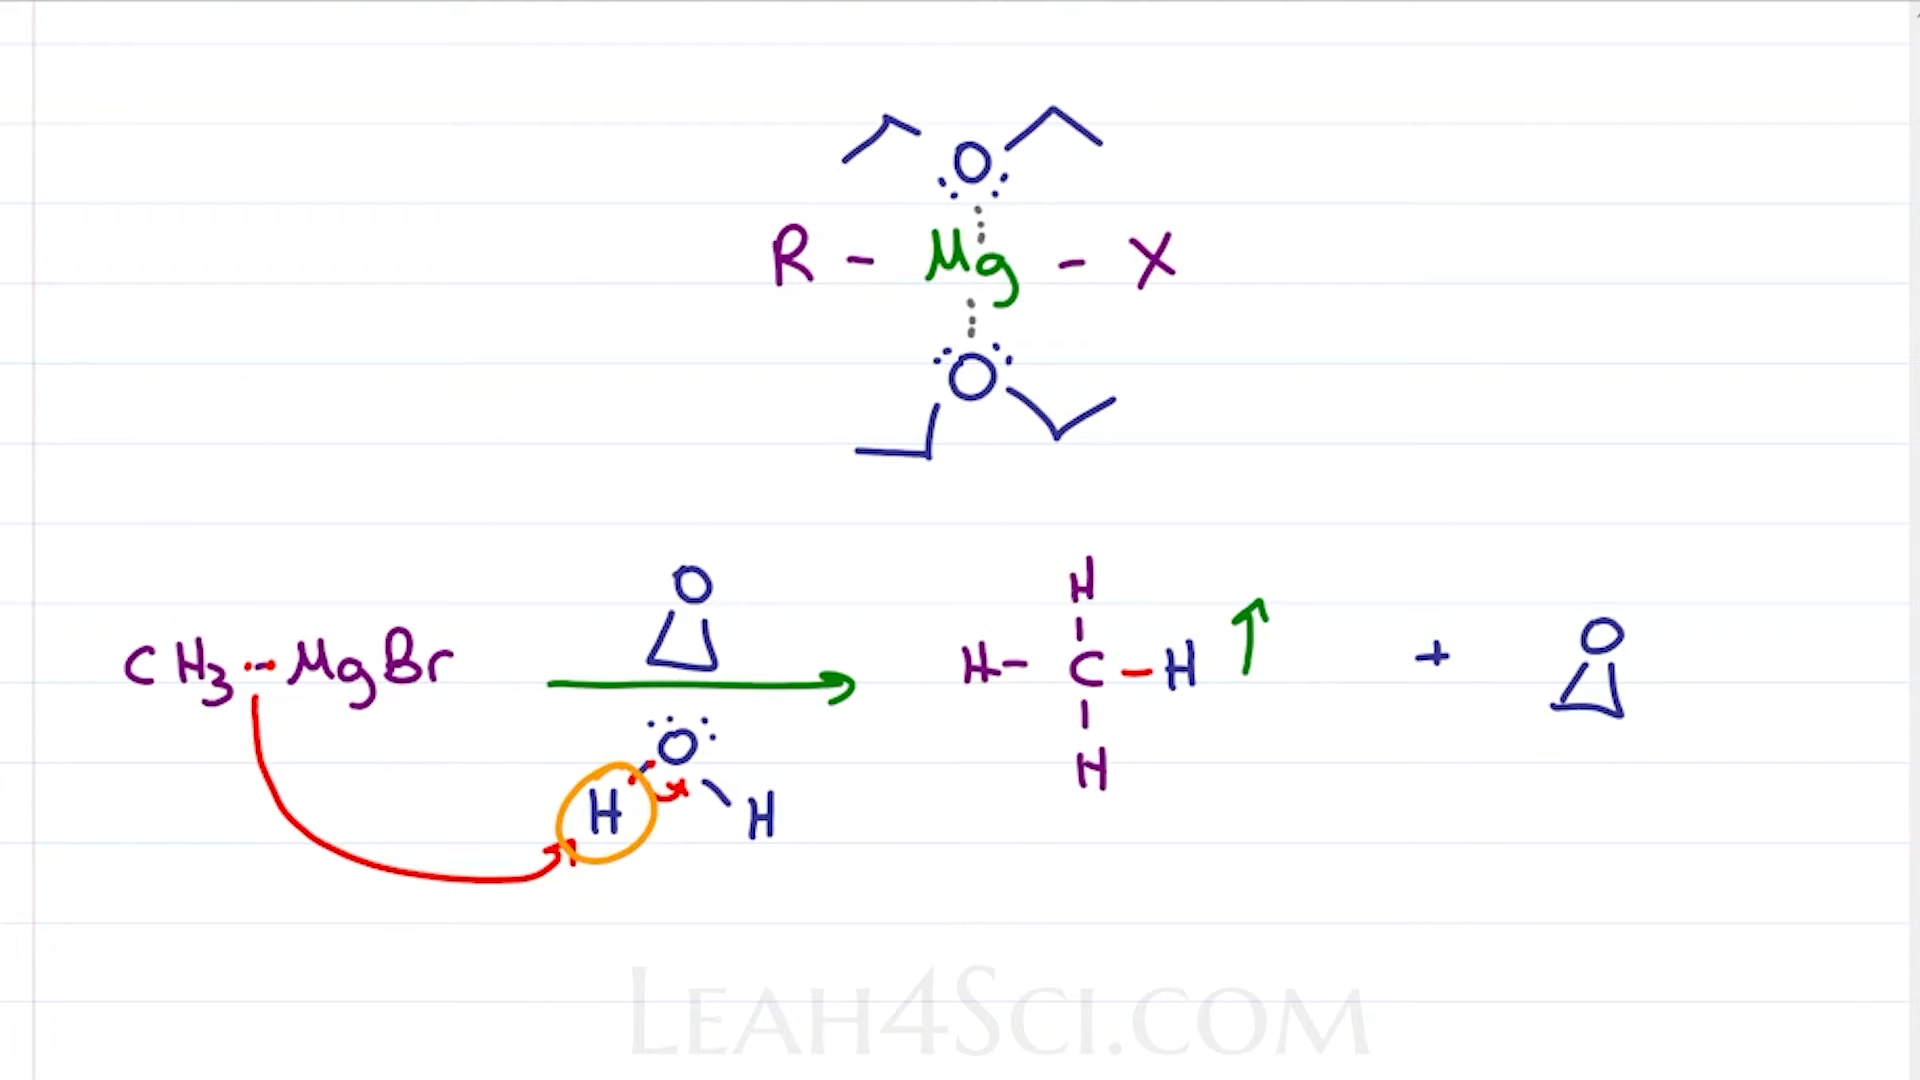 O
R - Mg - X
O
O
H
CH3 - MgBr
H - C - H ↑ + O
O
H
H H
LEAH4SCI.COM